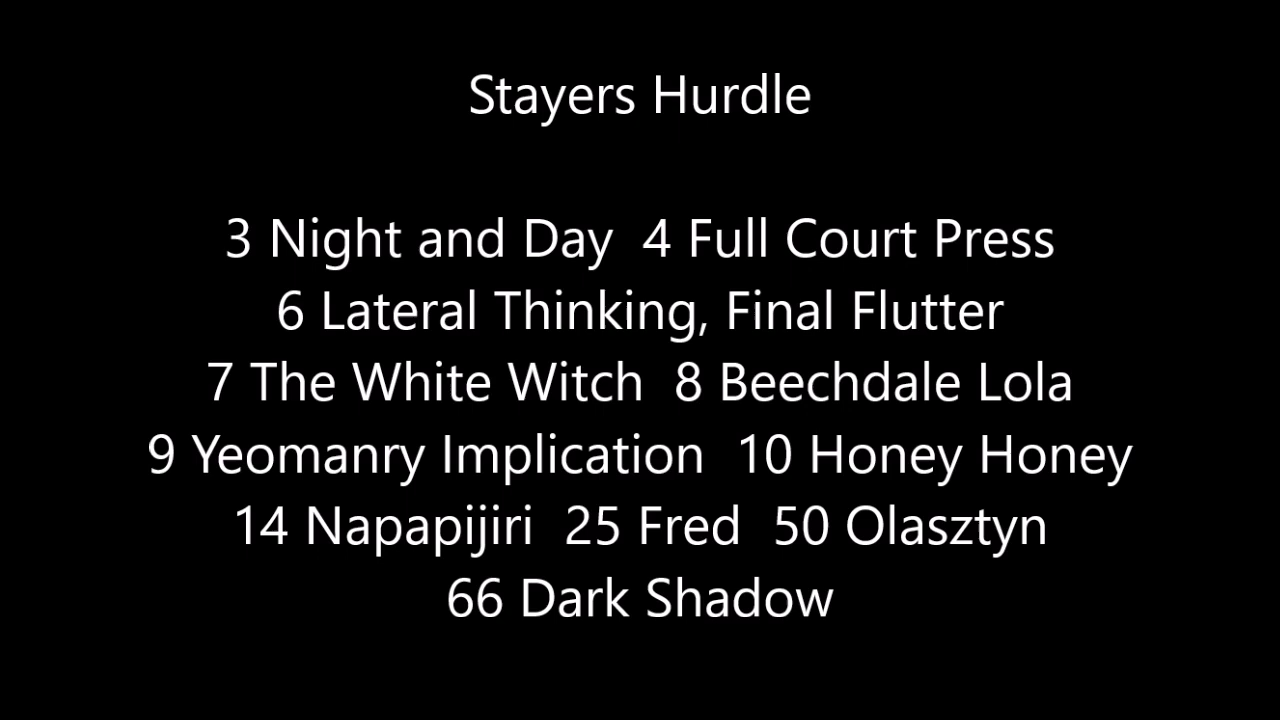 Stayers Hurdle
3 Night and Day  4 Full Court Press
6 Lateral Thinking, Final Flutter
7 The White Witch  8 Beechdale Lola
9 Yeomanry Implication  10 Honey Honey
14 Napapijiri  25 Fred  50 Olasztyn
66 Dark Shadow